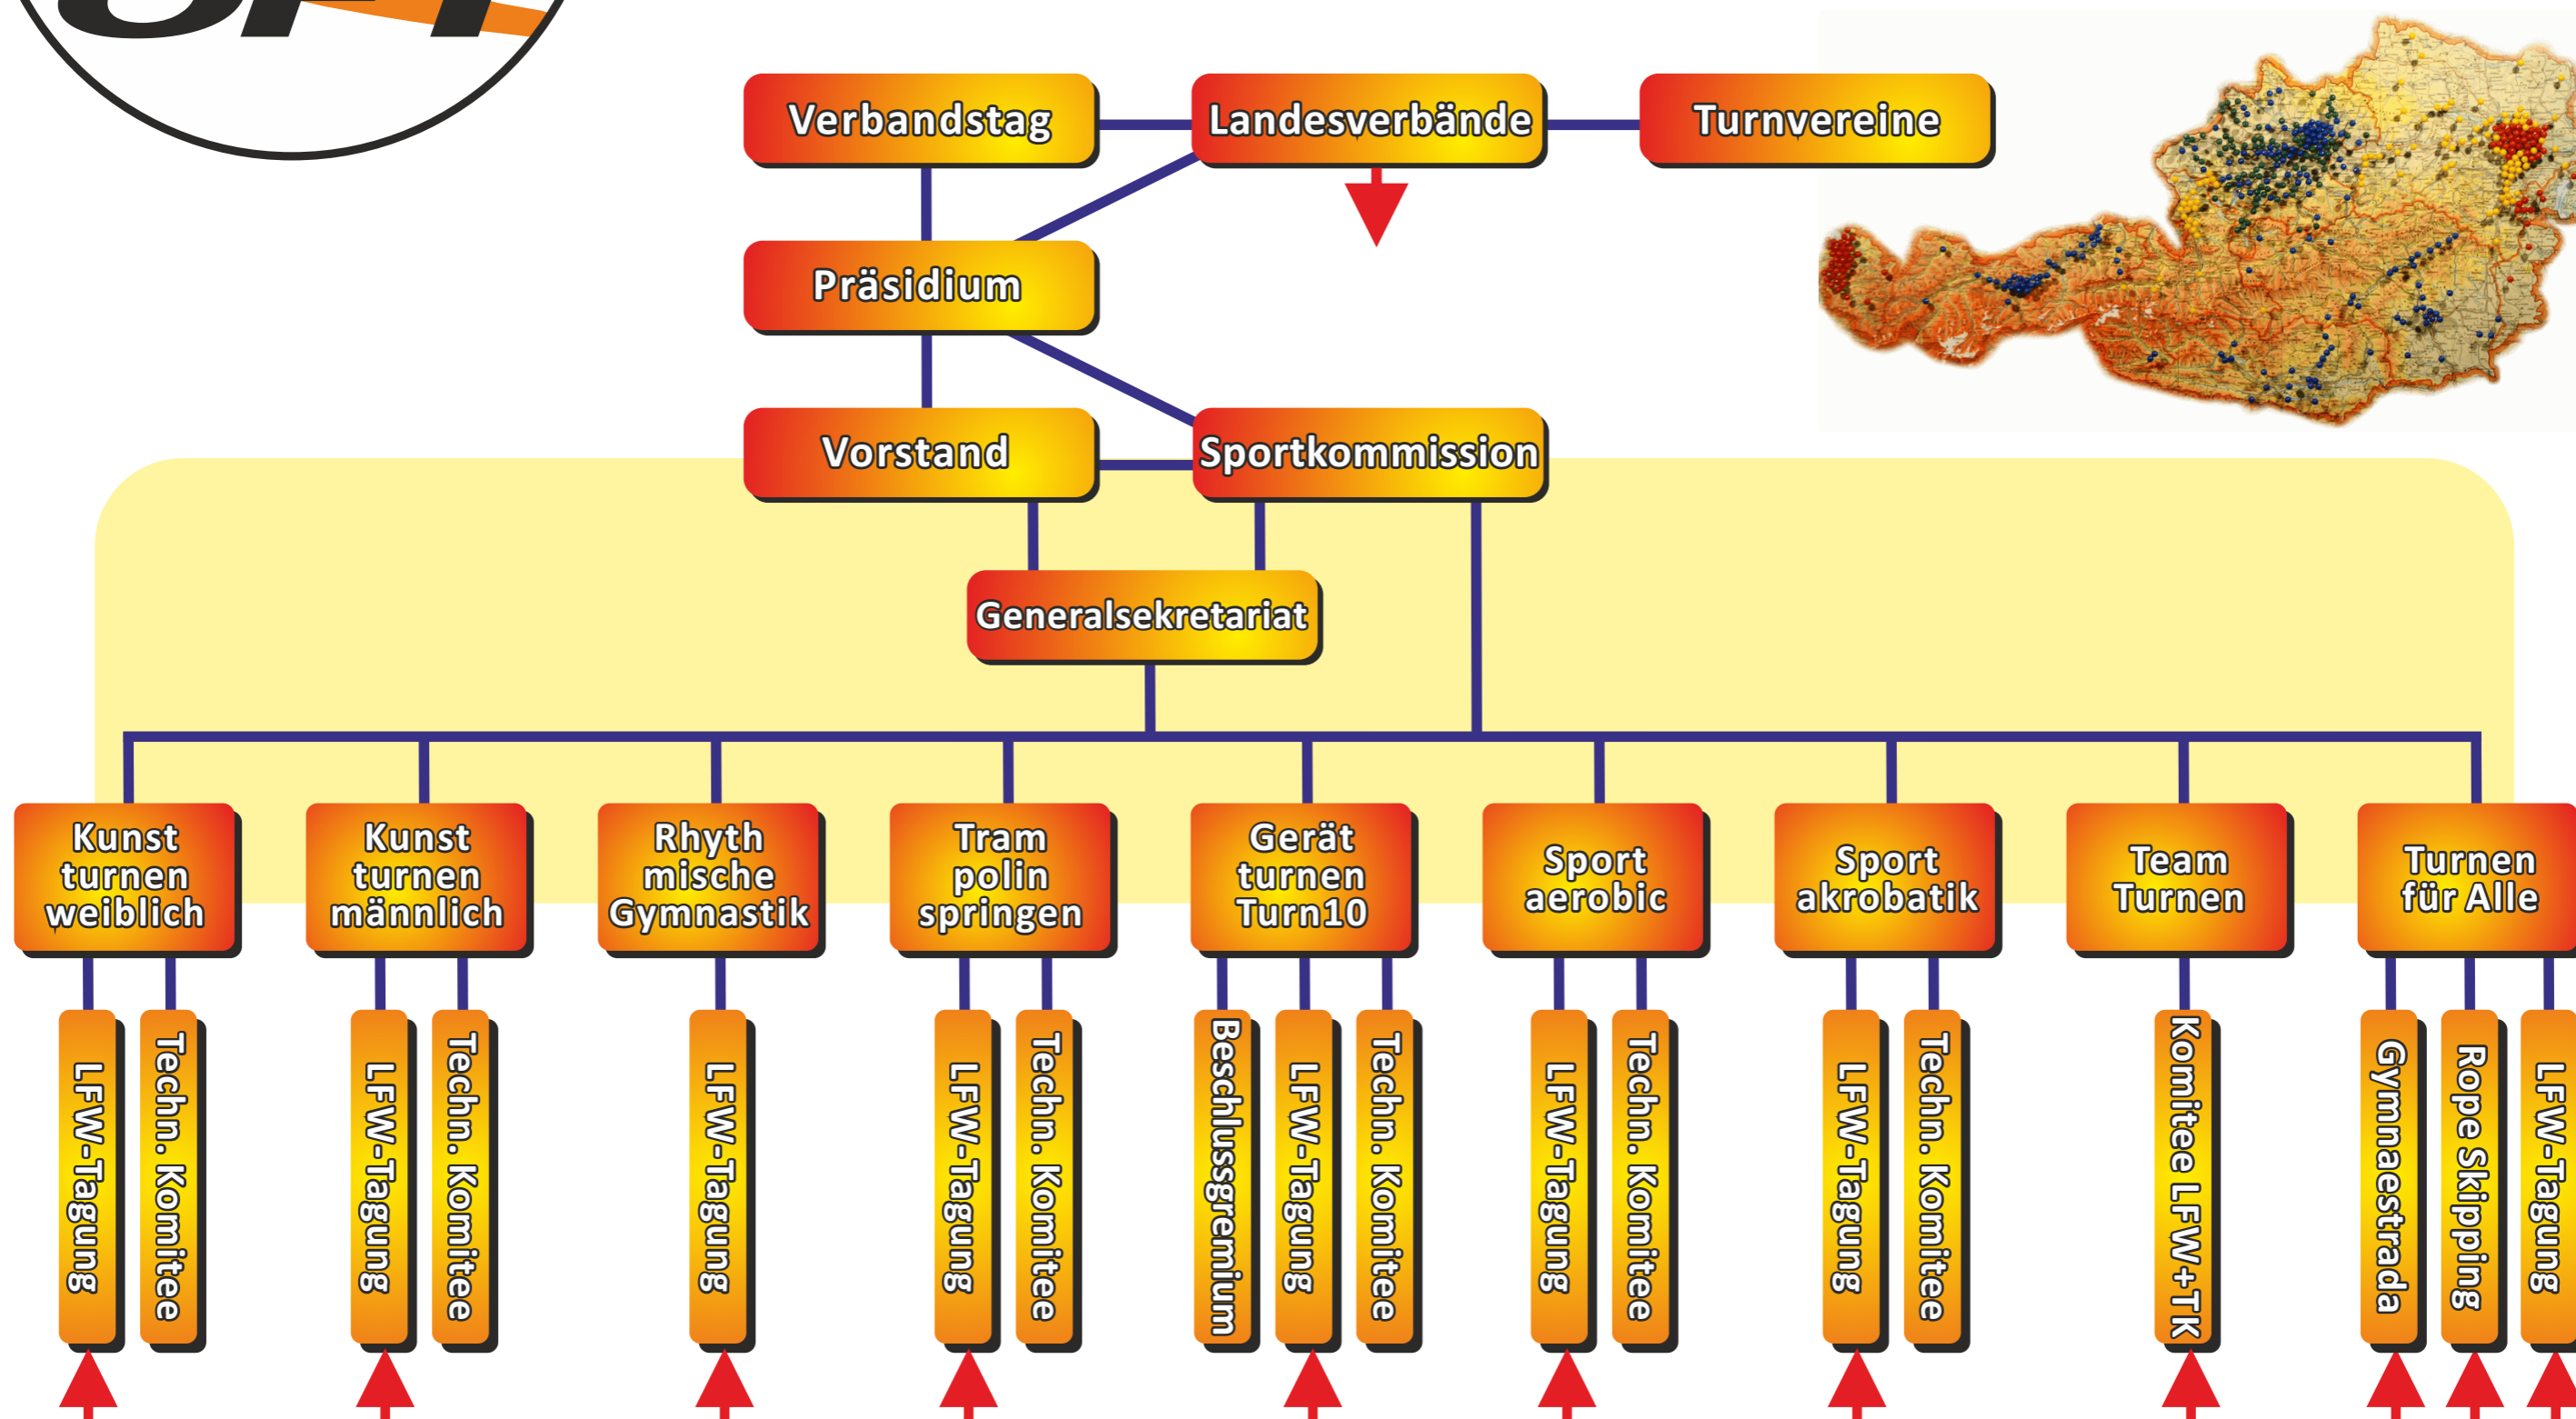 Verbandstag
Landesverbände
Turnvereine
Präsidium
Vorstand
Sportkommission
Generalsekretariat
Kunst
turnen
weiblich
Kunst
turnen
männlich
Rhyth
mische
Gymnastik
Tram
polin
springen
Gerät
turnen
Turn10
Sport
aerobic
Sport
akrobatik
Team
Turnen
Turnen
für Alle
LFW-Tagung
Techn. Komitee
LFW-Tagung
Techn. Komitee
LFW-Tagung
LFW-Tagung
Techn. Komitee
Beschlussgremium
LFW-Tagung
Techn. Komitee
LFW-Tagung
Techn. Komitee
LFW-Tagung
Techn. Komitee
Komitee LFW+TK
Gymnaestrada
Rope Skipping
LFW-Tagung